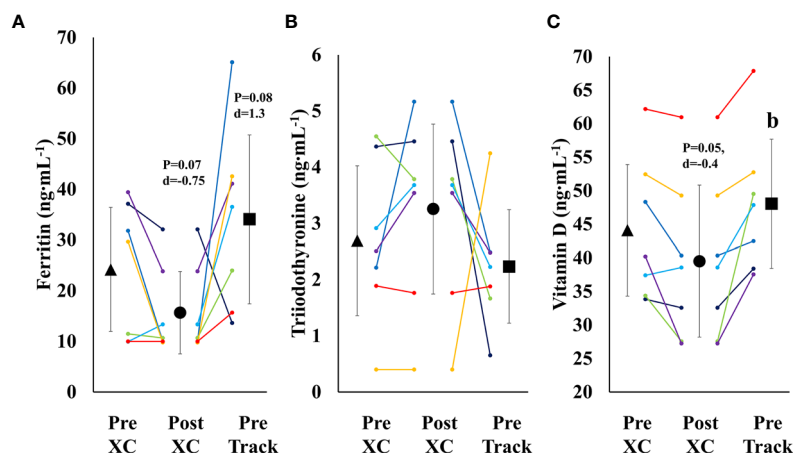 A
Ferritin (ng·mL⁻¹)
70
60
50
40
30
20
10
0
P=0.07
d=-0.75
P=0.08
d=1.3
Pre
XC
Post
XC
Pre
Track
B
Triiodothyronine (ng·mL⁻¹)
6
5
4
3
2
1
0
Pre
XC
Post
XC
Pre
Track
C
Vitamin D (ng·mL⁻¹)
70
65
60
55
50
45
40
35
30
25
20
P=0.05,
d=-0.4
b
Pre
XC
Post
XC
Pre
Track